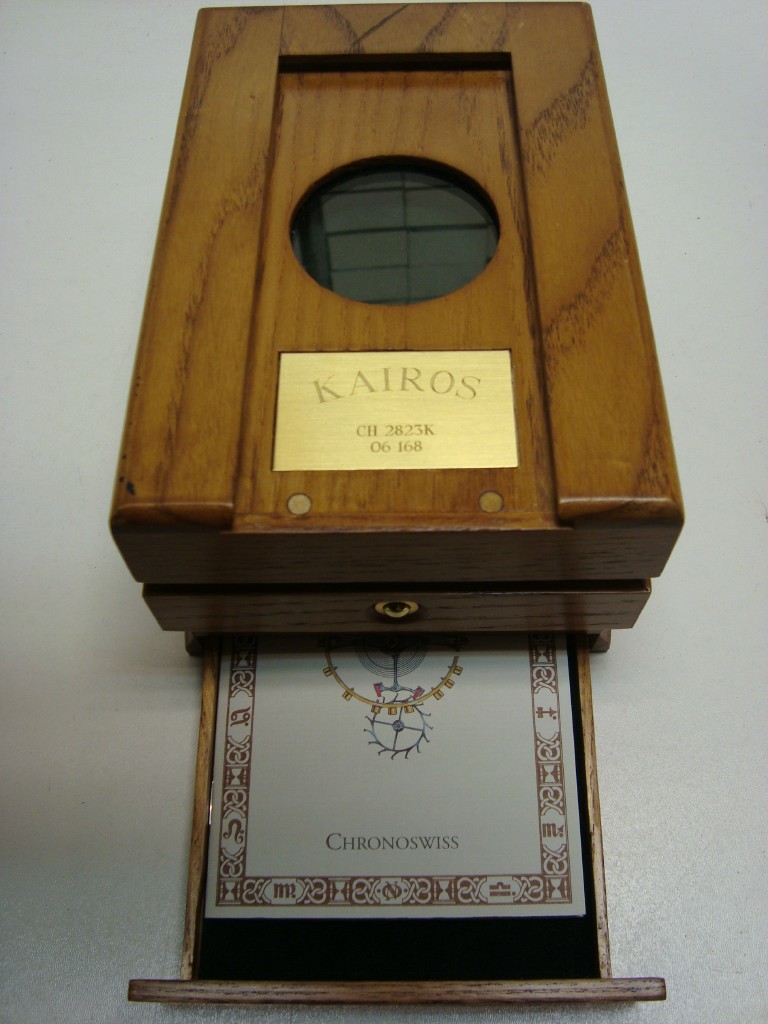 KAIROS
CH 2823K
06 168
CHRONOSWISS